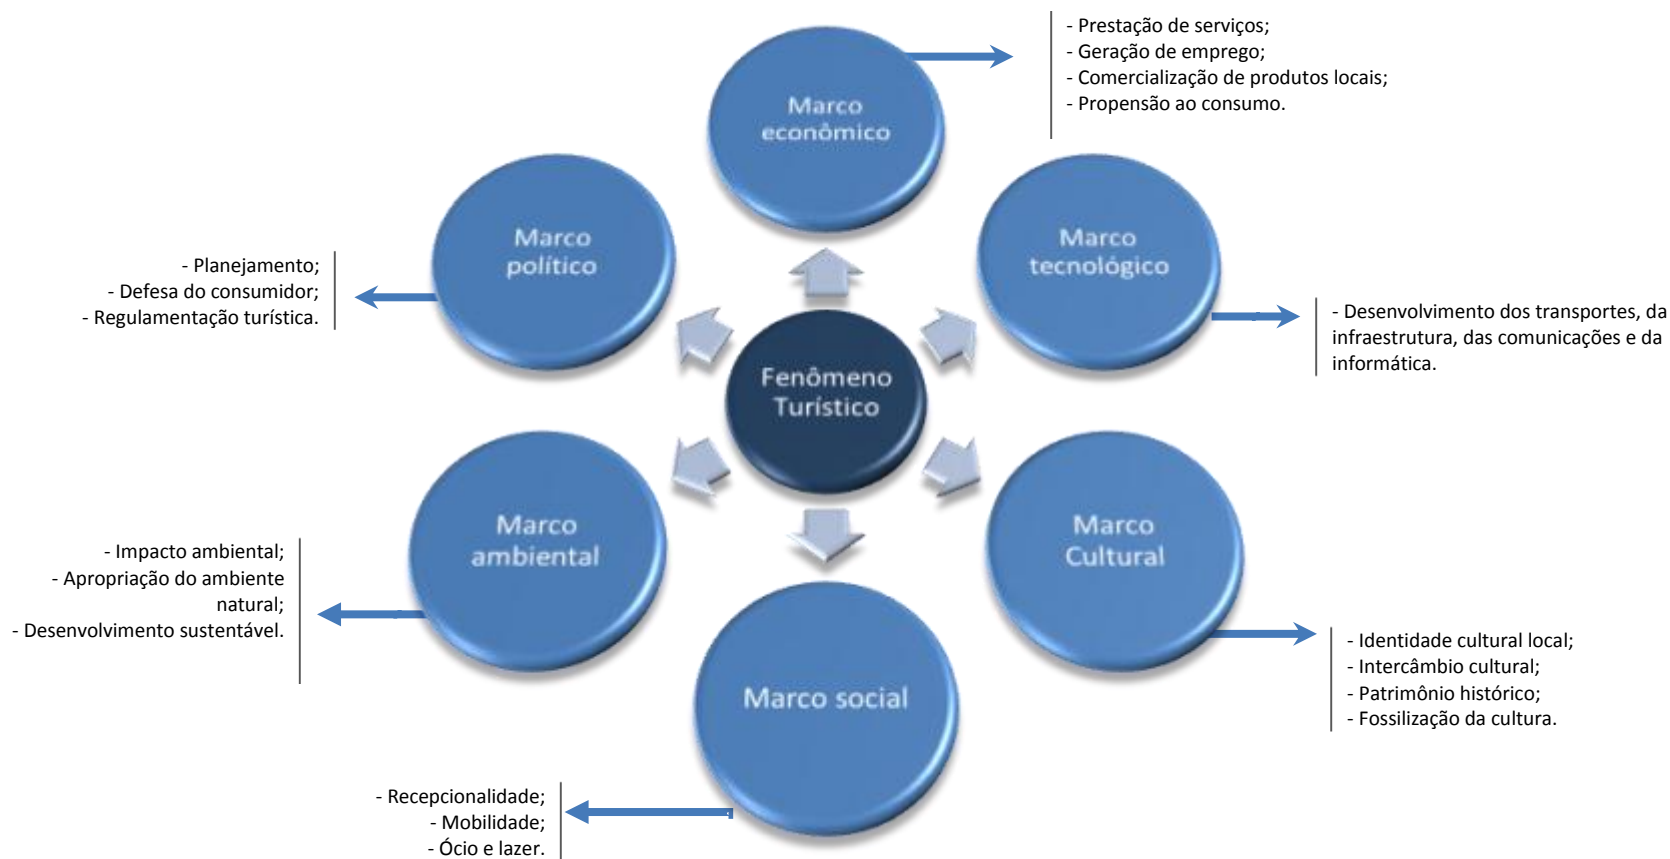 Marco
econômico
- Prestação de serviços;
- Geração de emprego;
- Comercialização de produtos locais;
- Propensão ao consumo.
Marco
político
- Planejamento;
- Defesa do consumidor;
- Regulamentação turística.
Marco
tecnológico
- Desenvolvimento dos transportes, da
infraestrutura, das comunicações e da
informática.
Fenômeno
Turístico
Marco
ambiental
- Impacto ambiental;
- Apropriação do ambiente
natural;
- Desenvolvimento sustentável.
Marco
Cultural
- Identidade cultural local;
- Intercâmbio cultural;
- Patrimônio histórico;
- Fossilização da cultura.
Marco social
- Recepcionalidade;
- Mobilidade;
- Ócio e lazer.